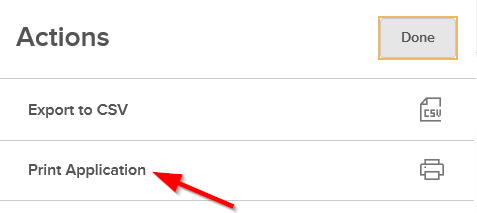 Actions
Done
Export to CSV
CSV
Print Application